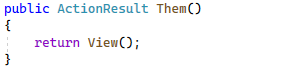 public ActionResult Them()
{
    return View();
}